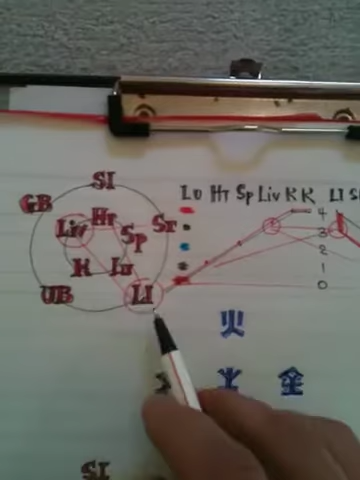 SI
GB
Liv Ht St
Sp
K Lu
UB LI
LU HT Sp Liv K K LI S
4
3
2
1
0
火
金
SI